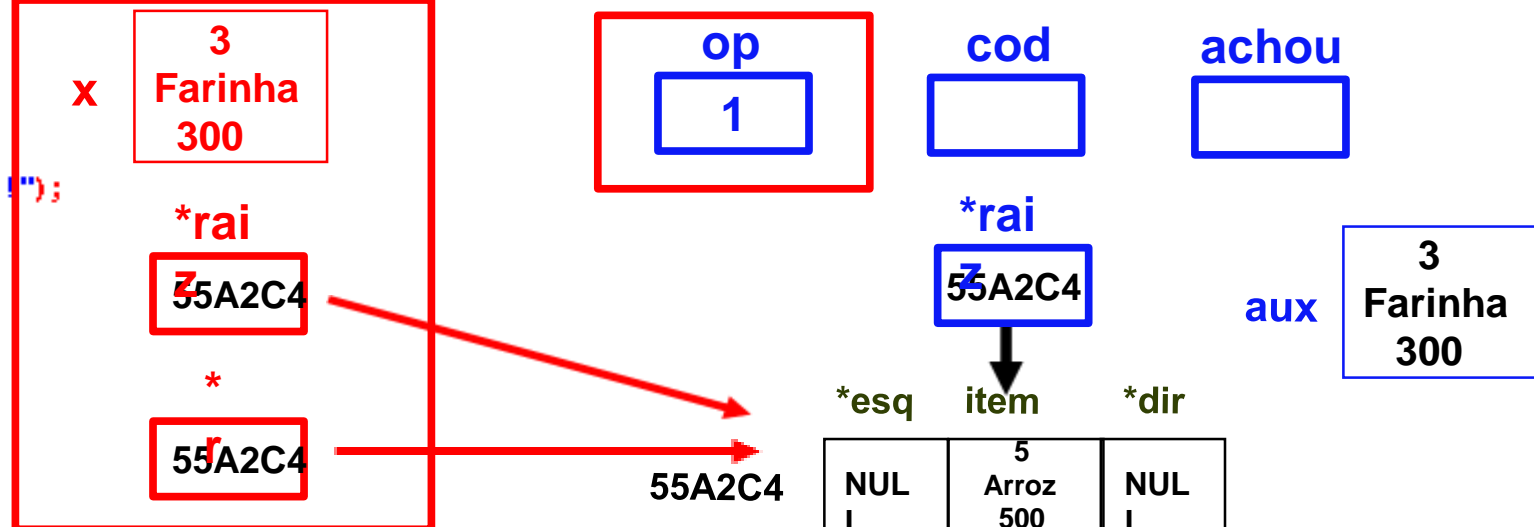 3
Farinha
300
x
!");
*rai
z
55A2C4
*
r
55A2C4
op
1
cod
achou
*rai
z
55A2C4
aux
3
Farinha
300
*esq item *dir
55A2C4
NUL
L
5
Arroz
500
NUL
L